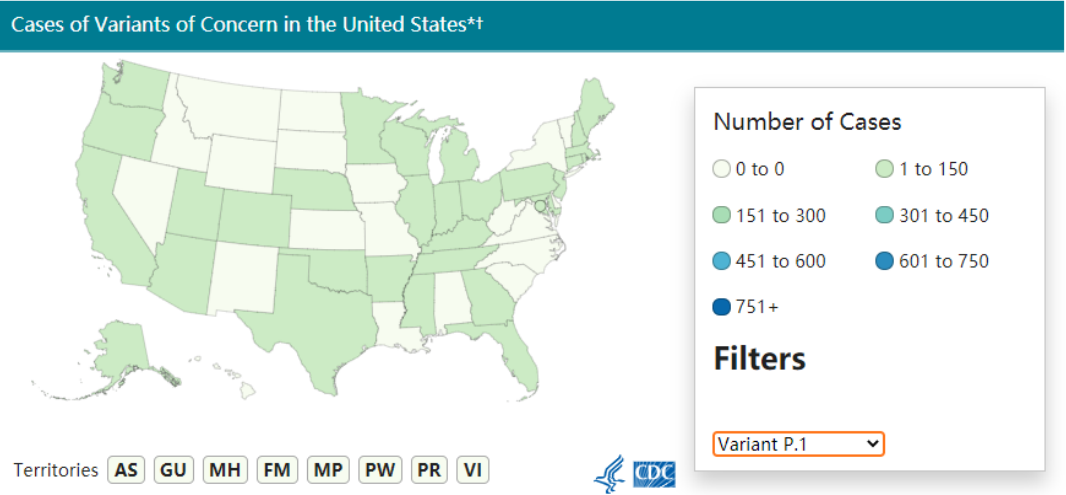 Cases of Variants of Concern in the United States*†
Number of Cases
0 to 0
1 to 150
151 to 300
301 to 450
451 to 600
601 to 750
751+
Filters
Variant P.1
Territories AS GU MH FM MP PW PR VI
CDC